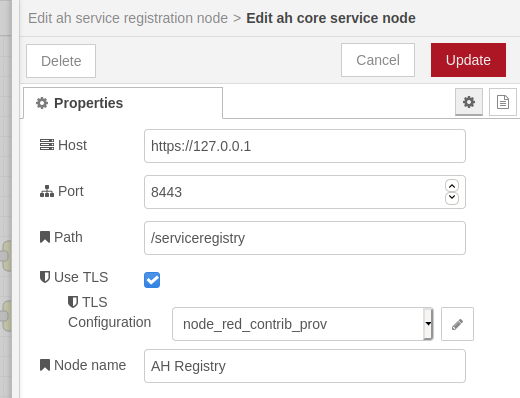 Edit ah service registration node > Edit ah core service node
Delete
Cancel
Update
Properties
Host
https://127.0.0.1
Port
8443
Path
/serviceregistry
Use TLS
TLS
Configuration
node_red_contrib_prov
Node name
AH Registry